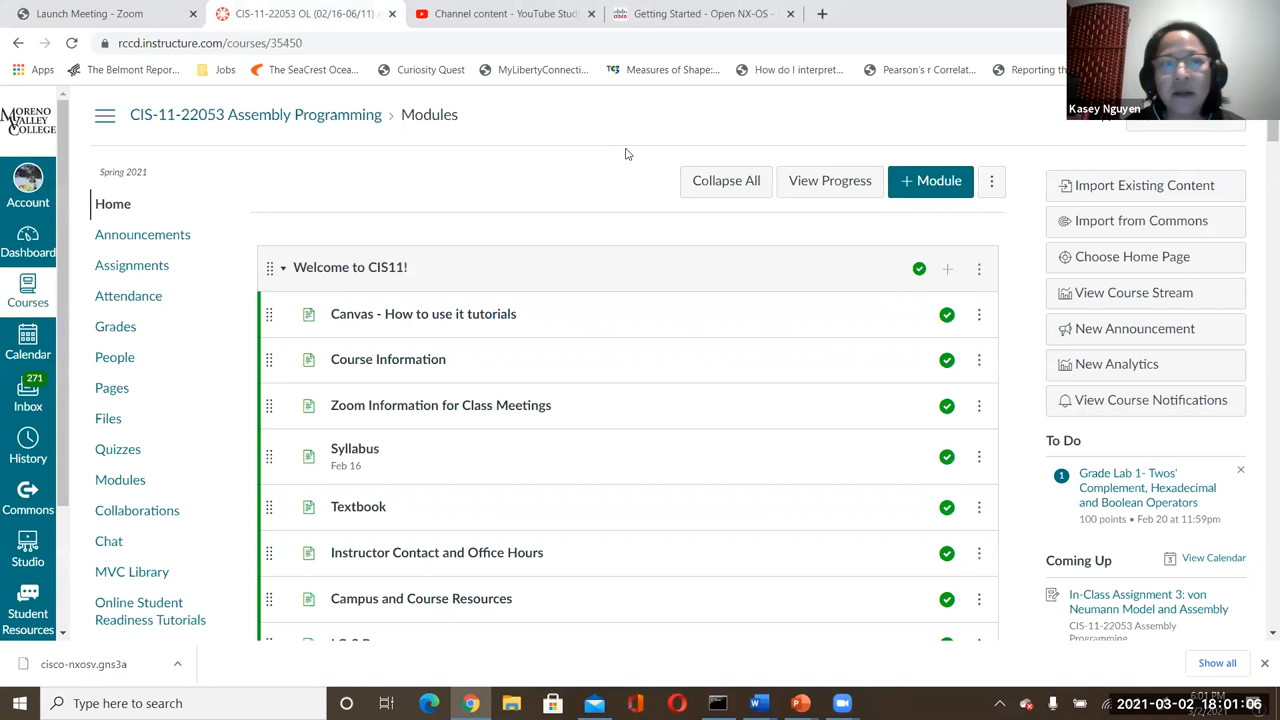 Launch Meeting - Zoom
CIS-11-22053 OL (02/16-06/11)
Channel content - YouTube Stud
Getting Started - Open NX-OS -
rccd.instructure.com/courses/35450
Apps
The Belmont Repor...
Jobs
The SeaCrest Ocea...
Curiosity Quest
MyLibertyConnecti...
Measures of Shape:...
How do I interpret...
Pearson's r Correlat...
Reporting th
Kasey Nguyen
MORENO
VALLEY
COLLEGE
CIS-11-22053 Assembly Programming > Modules
Spring 2021
Collapse All
View Progress
+ Module
Account
Dashboard
Courses
Calendar
271
Inbox
History
Commons
Studio
Student
Resources
Home
Announcements
Assignments
Attendance
Grades
People
Pages
Files
Quizzes
Modules
Collaborations
Chat
MVC Library
Online Student
Readiness Tutorials
Welcome to CIS11!
Canvas - How to use it tutorials
Course Information
Zoom Information for Class Meetings
Syllabus
Feb 16
Textbook
Instructor Contact and Office Hours
Campus and Course Resources
Import Existing Content
Import from Commons
Choose Home Page
View Course Stream
New Announcement
New Analytics
View Course Notifications
To Do
1
Grade Lab 1- Twos'
Complement, Hexadecimal
and Boolean Operators
100 points • Feb 20 at 11:59pm
Coming Up
View Calendar
In-Class Assignment 3: von
Neumann Model and Assembly
CIS-11-22053 Assembly
Programming
cisco-nxosv.gns3a
Show all
Type here to search
6:01 PM
3/2/2021
2021-03-02 18:01:06